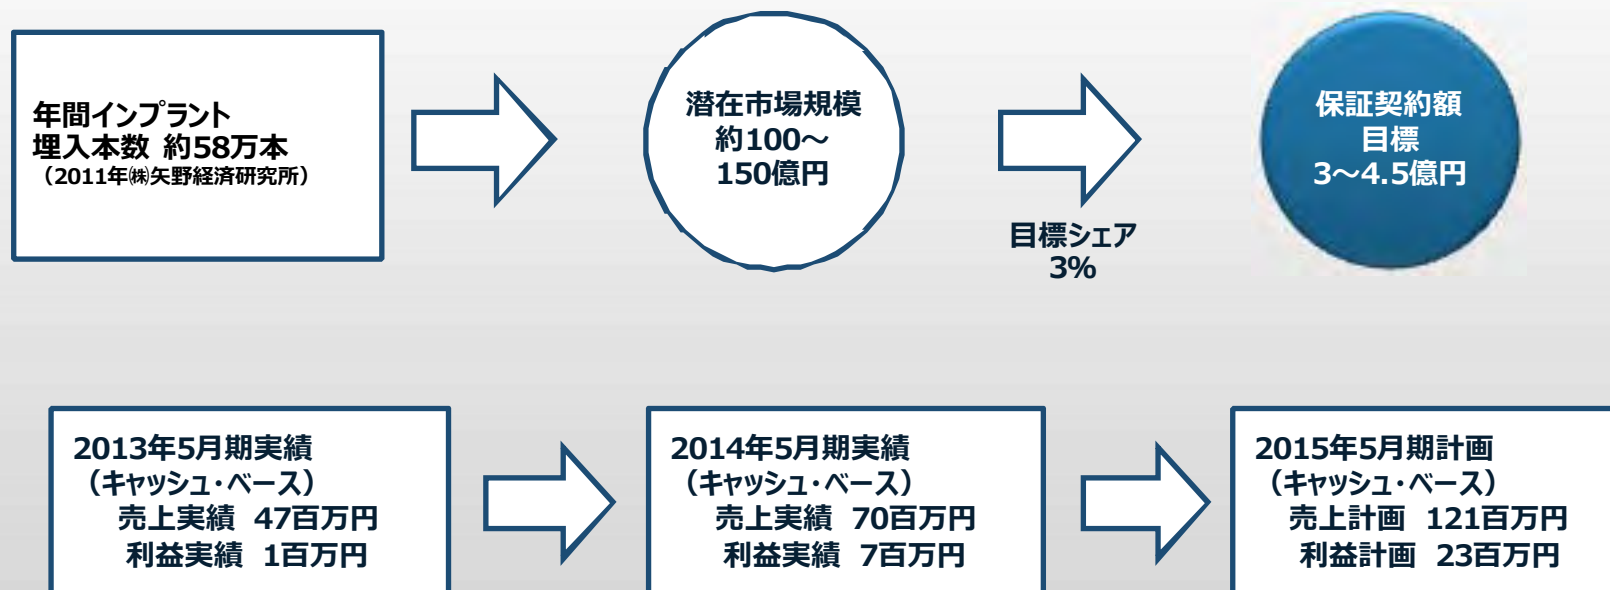 年間インプラント
埋入本数 約58万本
（2011年㈱矢野経済研究所）
潜在市場規模
約100～
150億円
目標シェア
3%
保証契約額
目標
3～4.5億円
2013年5月期実績
（キャッシュ・ベース）
売上実績 47百万円
利益実績 1百万円
2014年5月期実績
（キャッシュ・ベース）
売上実績 70百万円
利益実績 7百万円
2015年5月期計画
（キャッシュ・ベース）
売上計画 121百万円
利益計画 23百万円